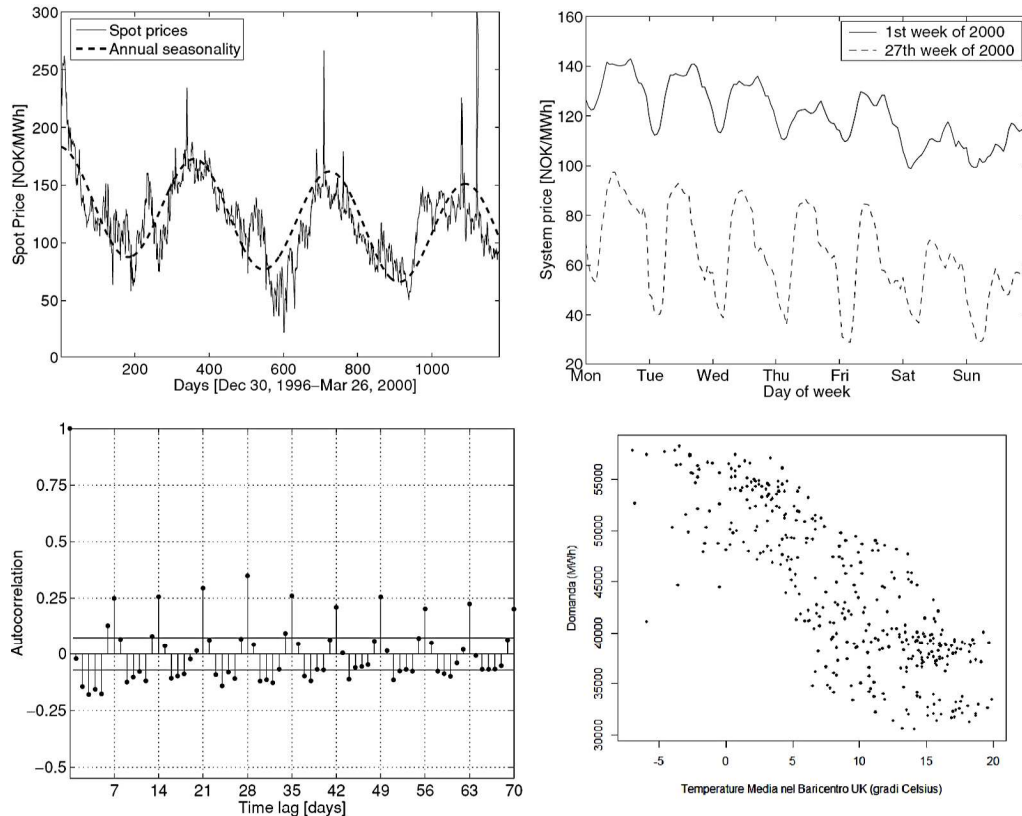 300
250
200
150
100
50
0
Spot Price [NOK/MWh]
Spot prices
Annual seasonality
200 400 600 800 1000
Days [Dec 30, 1996–Mar 26, 2000]
160
140
120
100
80
60
40
20
System price [NOK/MWh]
1st week of 2000
27th week of 2000
Mon Tue Wed Thu Fri Sat Sun
Day of week
1
0.75
0.5
0.25
0
−0.25
−0.5
Autocorrelation
7 14 21 28 35 42 49 56 63 70
Time lag [days]
55000
50000
45000
40000
35000
30000
Domanda (MWh)
-5 0 5 10 15 20
Temperature Media nel Baricentro UK (gradi Celsius)